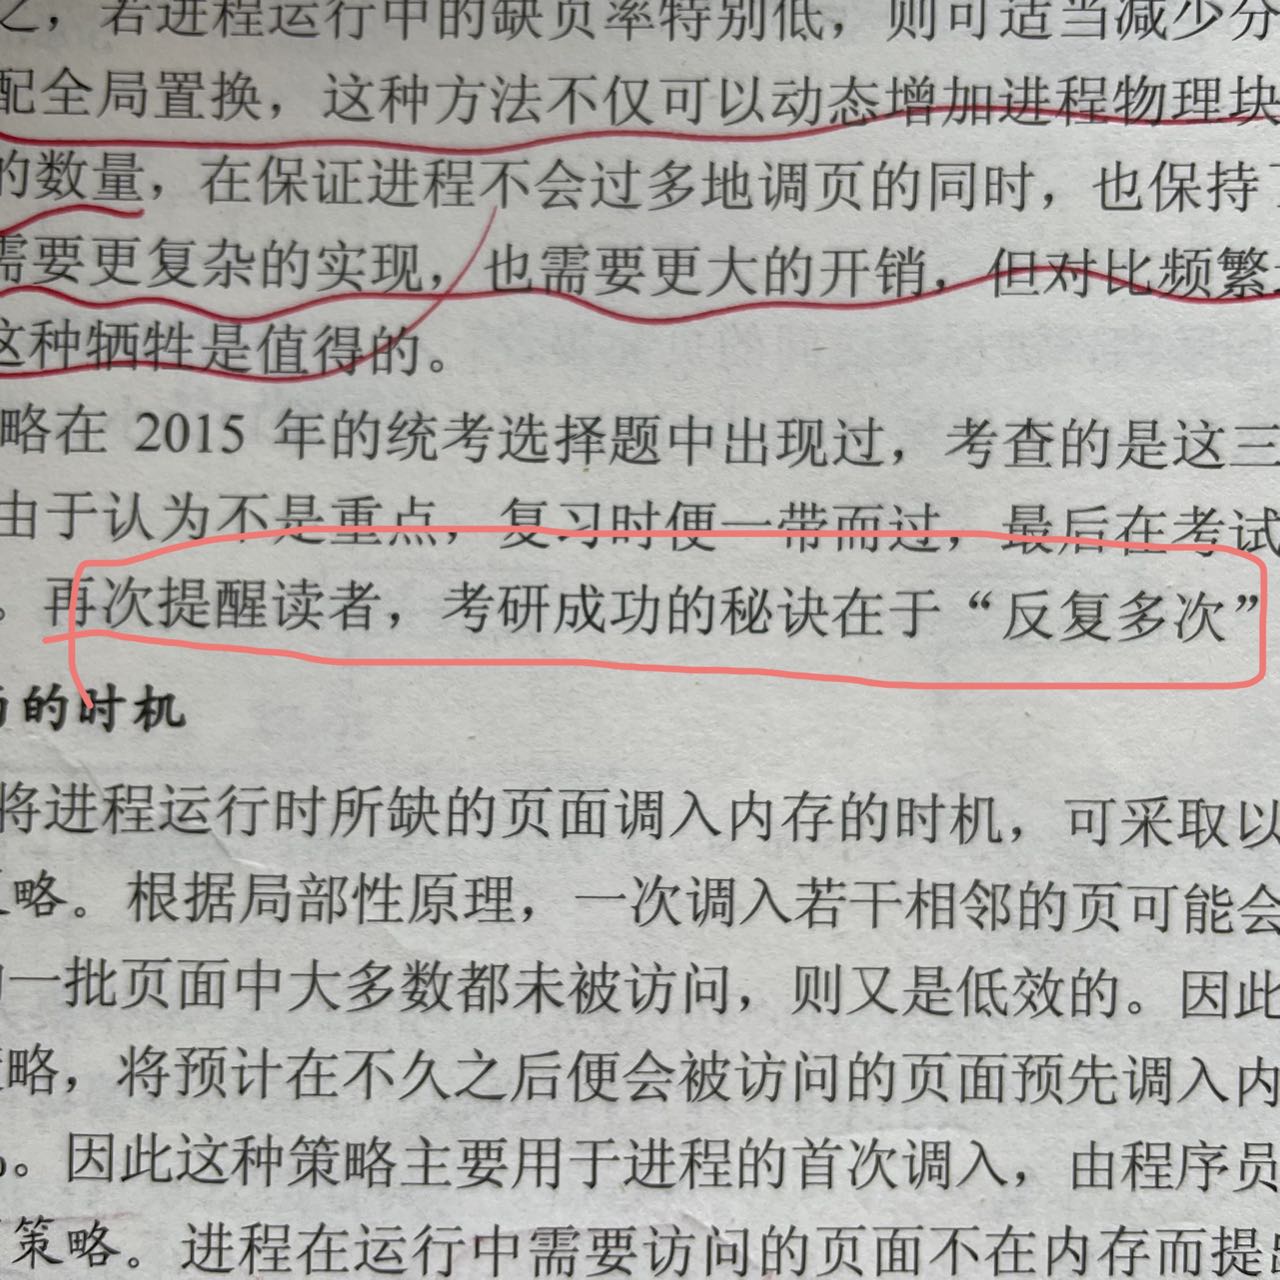 之，若进程运行中的缺页率特别低，则可适当减少分
配全局置换，这种方法不仅可以动态增加进程物理块
的数量，在保证进程不会过多地调页的同时，也保持
需要更复杂的实现，也需要更大的开销，但对比频繁
这种牺牲是值得的。
略在 2015 年的统考选择题中出现过，考查的是这三
由于认为不是重点，复习时便一带而过，最后在考试
。再次提醒读者，考研成功的秘诀在于“反复多次”
的时机
将进程运行时所缺的页面调入内存的时机，可采取以
略。根据局部性原理，一次调入若干相邻的页可能会
一批页面中大多数都未被访问，则又是低效的。因此
略，将预计在不久之后便会被访问的页面预先调入内
。因此这种策略主要用于进程的首次调入，由程序员
策略。进程在运行中需要访问的页面不在内存而提出